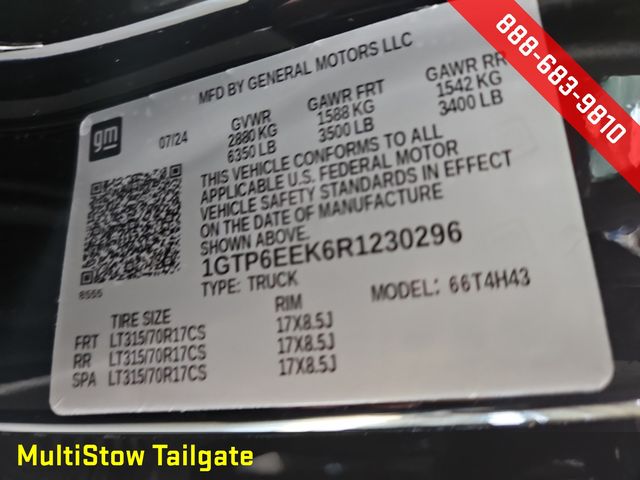 888-683-9810
MFD BY GENERAL MOTORS LLC
gm
07/24
GVWR
2880 KG
6350 LB
GAWR FRT
1588 KG
3500 LB
GAWR RR
1542 KG
3400 LB
THIS VEHICLE CONFORMS TO ALL
APPLICABLE U.S. FEDERAL MOTOR
VEHICLE SAFETY STANDARDS IN EFFECT
ON THE DATE OF MANUFACTURE
SHOWN ABOVE.
1GTP6EEK6R1230296
8555
TYPE: TRUCK
MODEL: 66T4H43
TIRE SIZE RIM
FRT LT315/70R17CS 17X8.5J
RR LT315/70R17CS 17X8.5J
SPA LT315/70R17CS 17X8.5J
MultiStow Tailgate